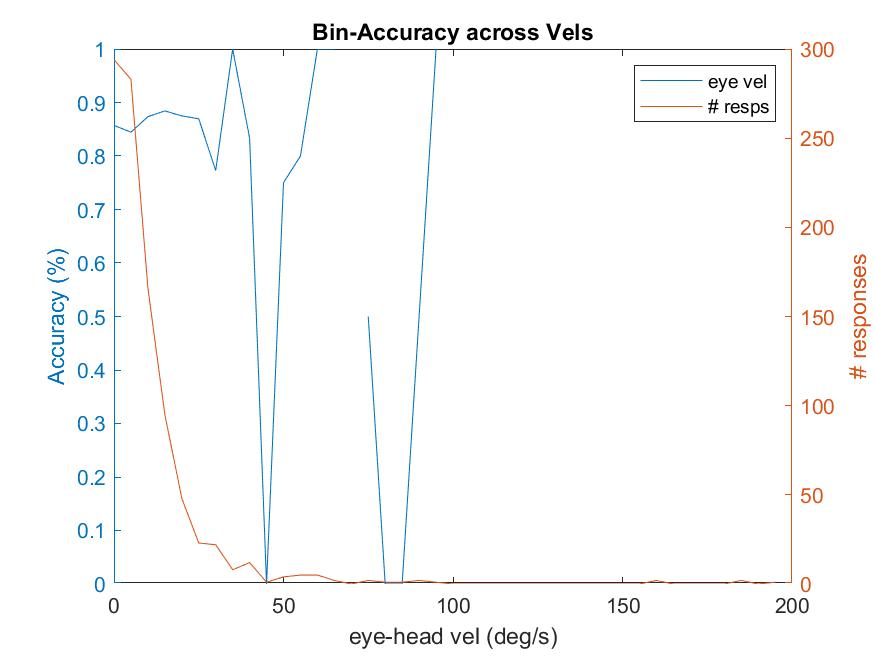 Bin-Accuracy across Vels
eye vel
# resps
Accuracy (%)
1
0.9
0.8
0.7
0.6
0.5
0.4
0.3
0.2
0.1
0
300
250
200
150
100
50
0
# responses
0 50 100 150 200
eye-head vel (deg/s)